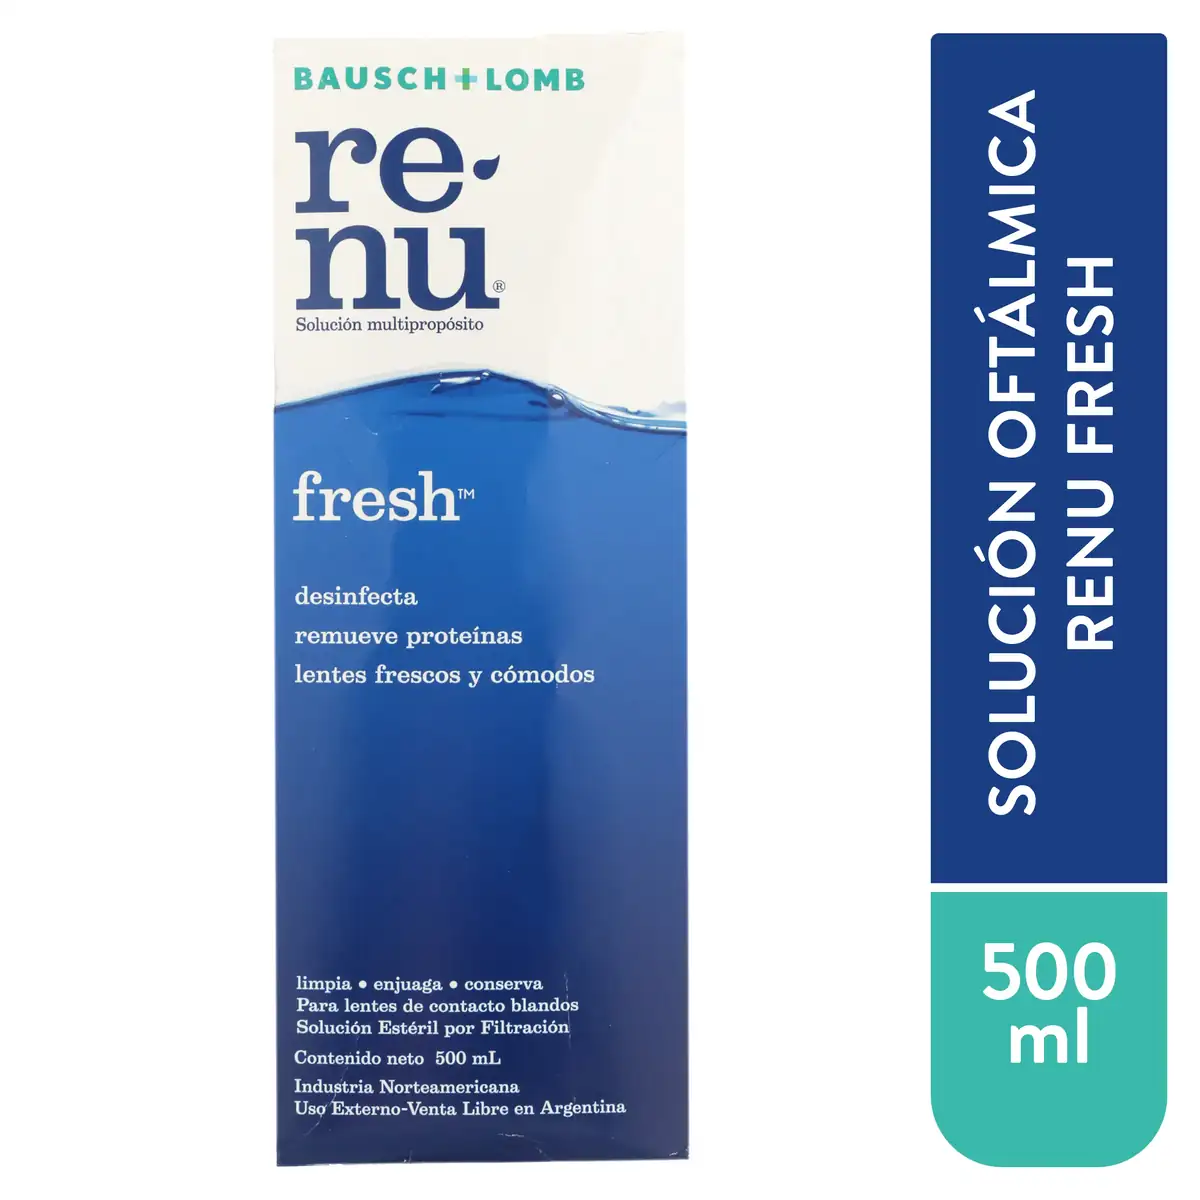 BAUSCH + LOMB
re
nu®
Solución multipropósito
fresh™
desinfecta
remueve proteínas
lentes frescos y cómodos
limpia • enjuaga • conserva
Para lentes de contacto blandos
Solución Estéril por Filtración
Contenido neto 500 mL
Industria Norteamericana
Uso Externo-Venta Libre en Argentina
SOLUCIÓN OFTÁLMICA
RENU FRESH
500
ml